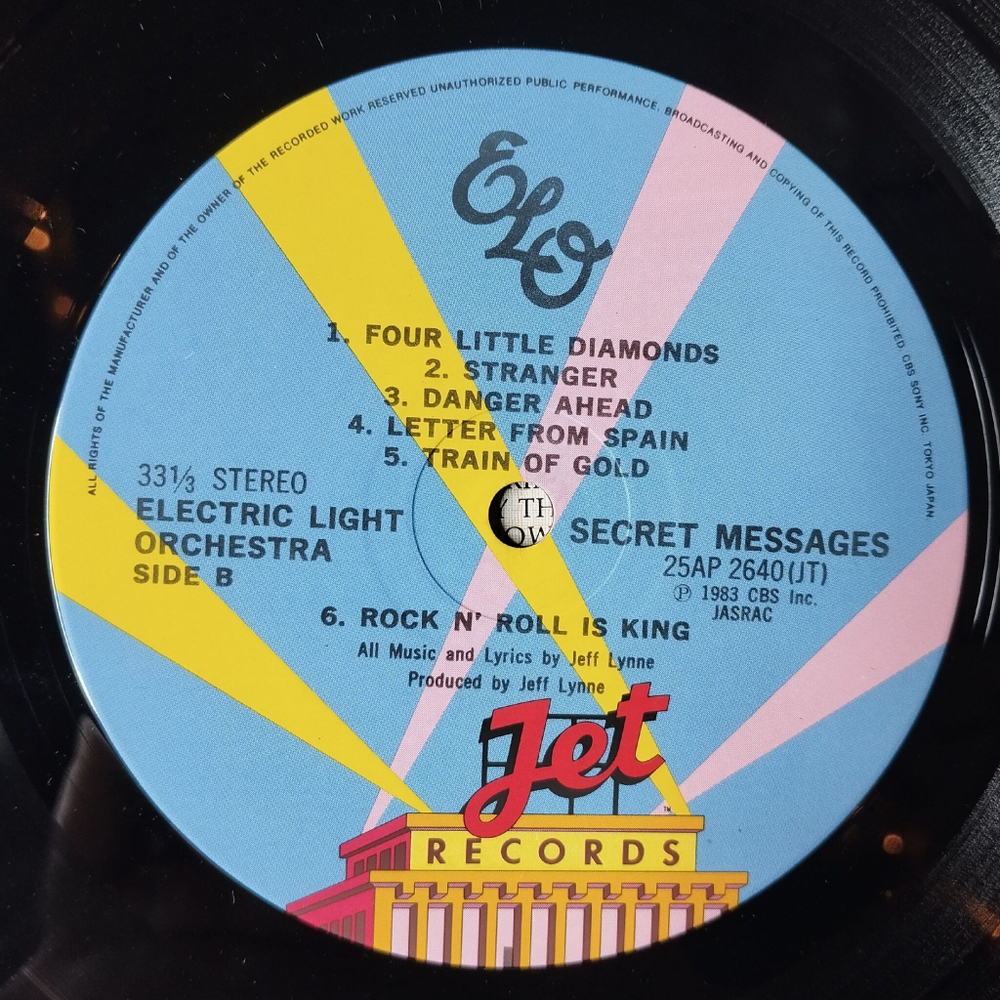 ALL RIGHTS OF THE MANUFACTURER AND OF THE OWNER OF THE RECORDED WORK RESERVED UNAUTHORIZED PUBLIC PERFORMANCE. BROADCASTING AND COPYING OF THIS RECORD PROHIBITED CBS SONY INC. TOKYO JAPAN
ELO
1. FOUR LITTLE DIAMONDS
2. STRANGER
3. DANGER AHEAD
4. LETTER FROM SPAIN
5. TRAIN OF GOLD
33⅓ STEREO
ELECTRIC LIGHT
ORCHESTRA
SIDE B
SECRET MESSAGES
25AP 2640(JT)
℗ 1983 CBS Inc.
JASRAC
6. ROCK N' ROLL IS KING
All Music and Lyrics by Jeff Lynne
Produced by Jeff Lynne
Jet
TM
RECORDS